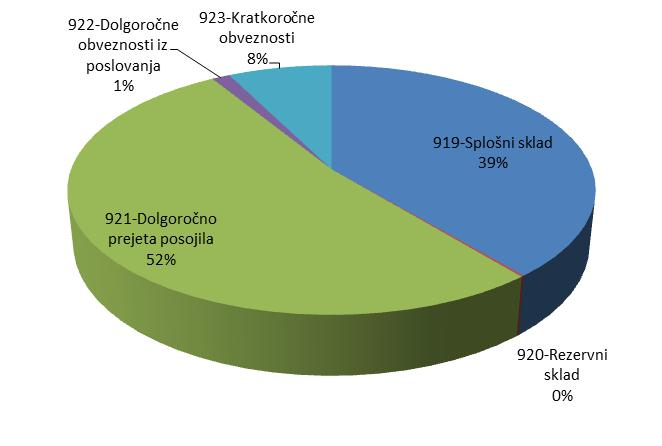 922-Dolgoročne
obveznosti iz
poslovanja
1%
923-Kratkoročne
obveznosti
8%
919-Splošni sklad
39%
921-Dolgoročno
prejeta posojila
52%
920-Rezervni
sklad
0%